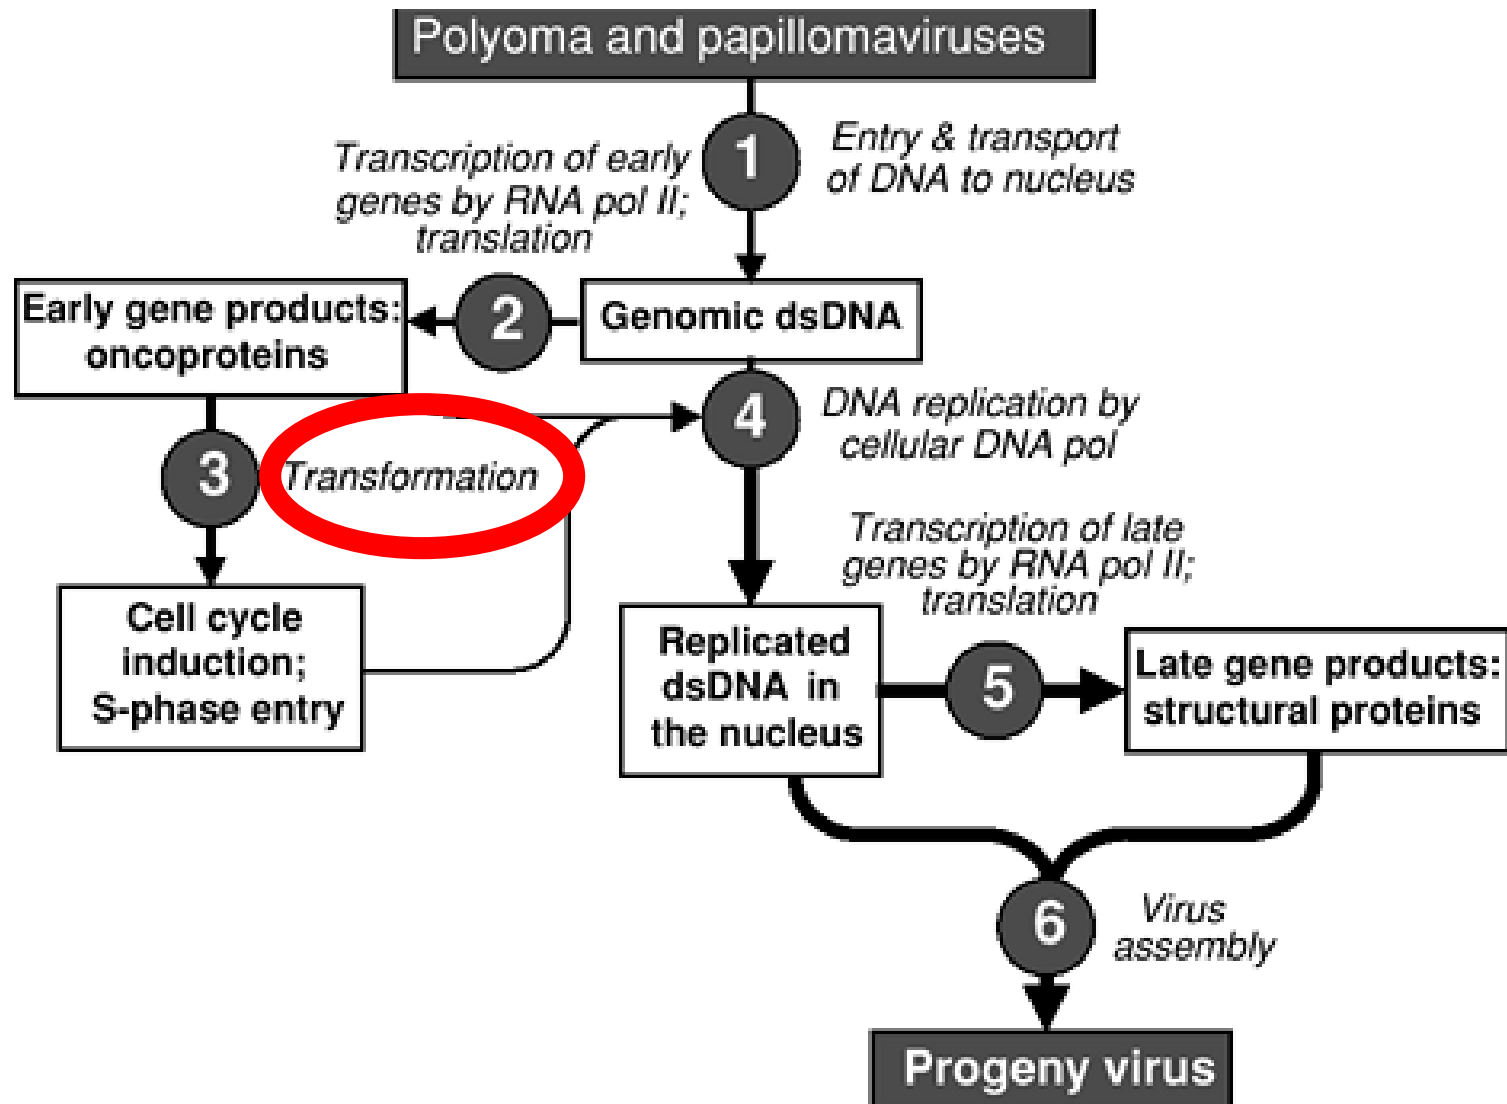 Polyoma and papillomaviruses
1
Entry & transport
of DNA to nucleus
Transcription of early
genes by RNA pol II;
translation
2
Genomic dsDNA
Early gene products:
oncoproteins
3
Transformation
4
DNA replication by
cellular DNA pol
Cell cycle
induction;
S-phase entry
Replicated
dsDNA in
the nucleus
Transcription of late
genes by RNA pol II;
translation
5
Late gene products:
structural proteins
6
Virus
assembly
Progeny virus